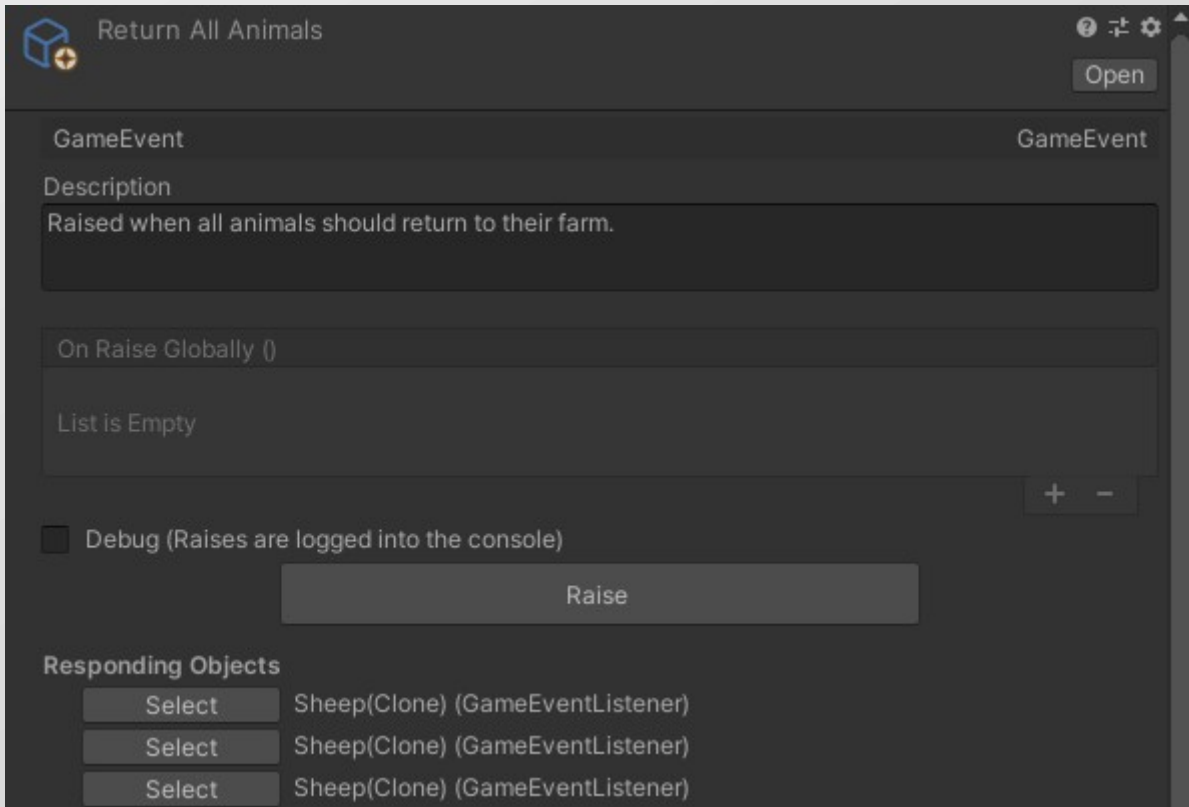 Return All Animals
Open
GameEvent GameEvent
Description
Raised when all animals should return to their farm.
On Raise Globally ()
List is Empty
+ −
Debug (Raises are logged into the console)
Raise
Responding Objects
Select Sheep(Clone) (GameEventListener)
Select Sheep(Clone) (GameEventListener)
Select Sheep(Clone) (GameEventListener)